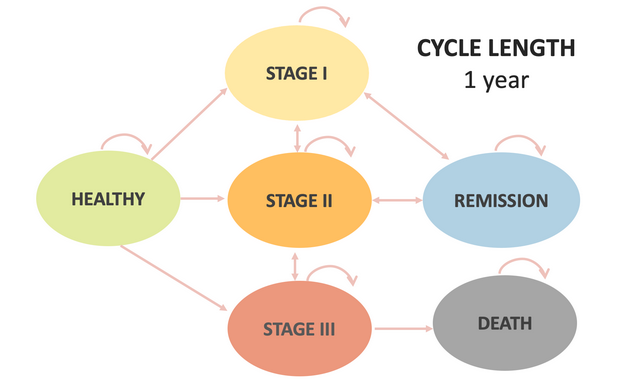 STAGE I
CYCLE LENGTH
1 year
HEALTHY
STAGE II
REMISSION
STAGE III
DEATH